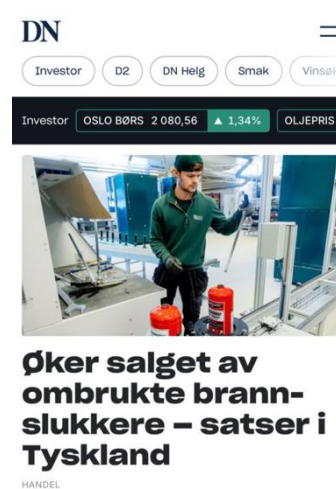 DN
Investor D2 DN Helg Smak
Investor OSLO BØRS 2 080,56 ▲ 1,34% OLJEPRIS
Øker salget av
ombrukte brann-
slukkere – satser i
Tyskland
HANDEL